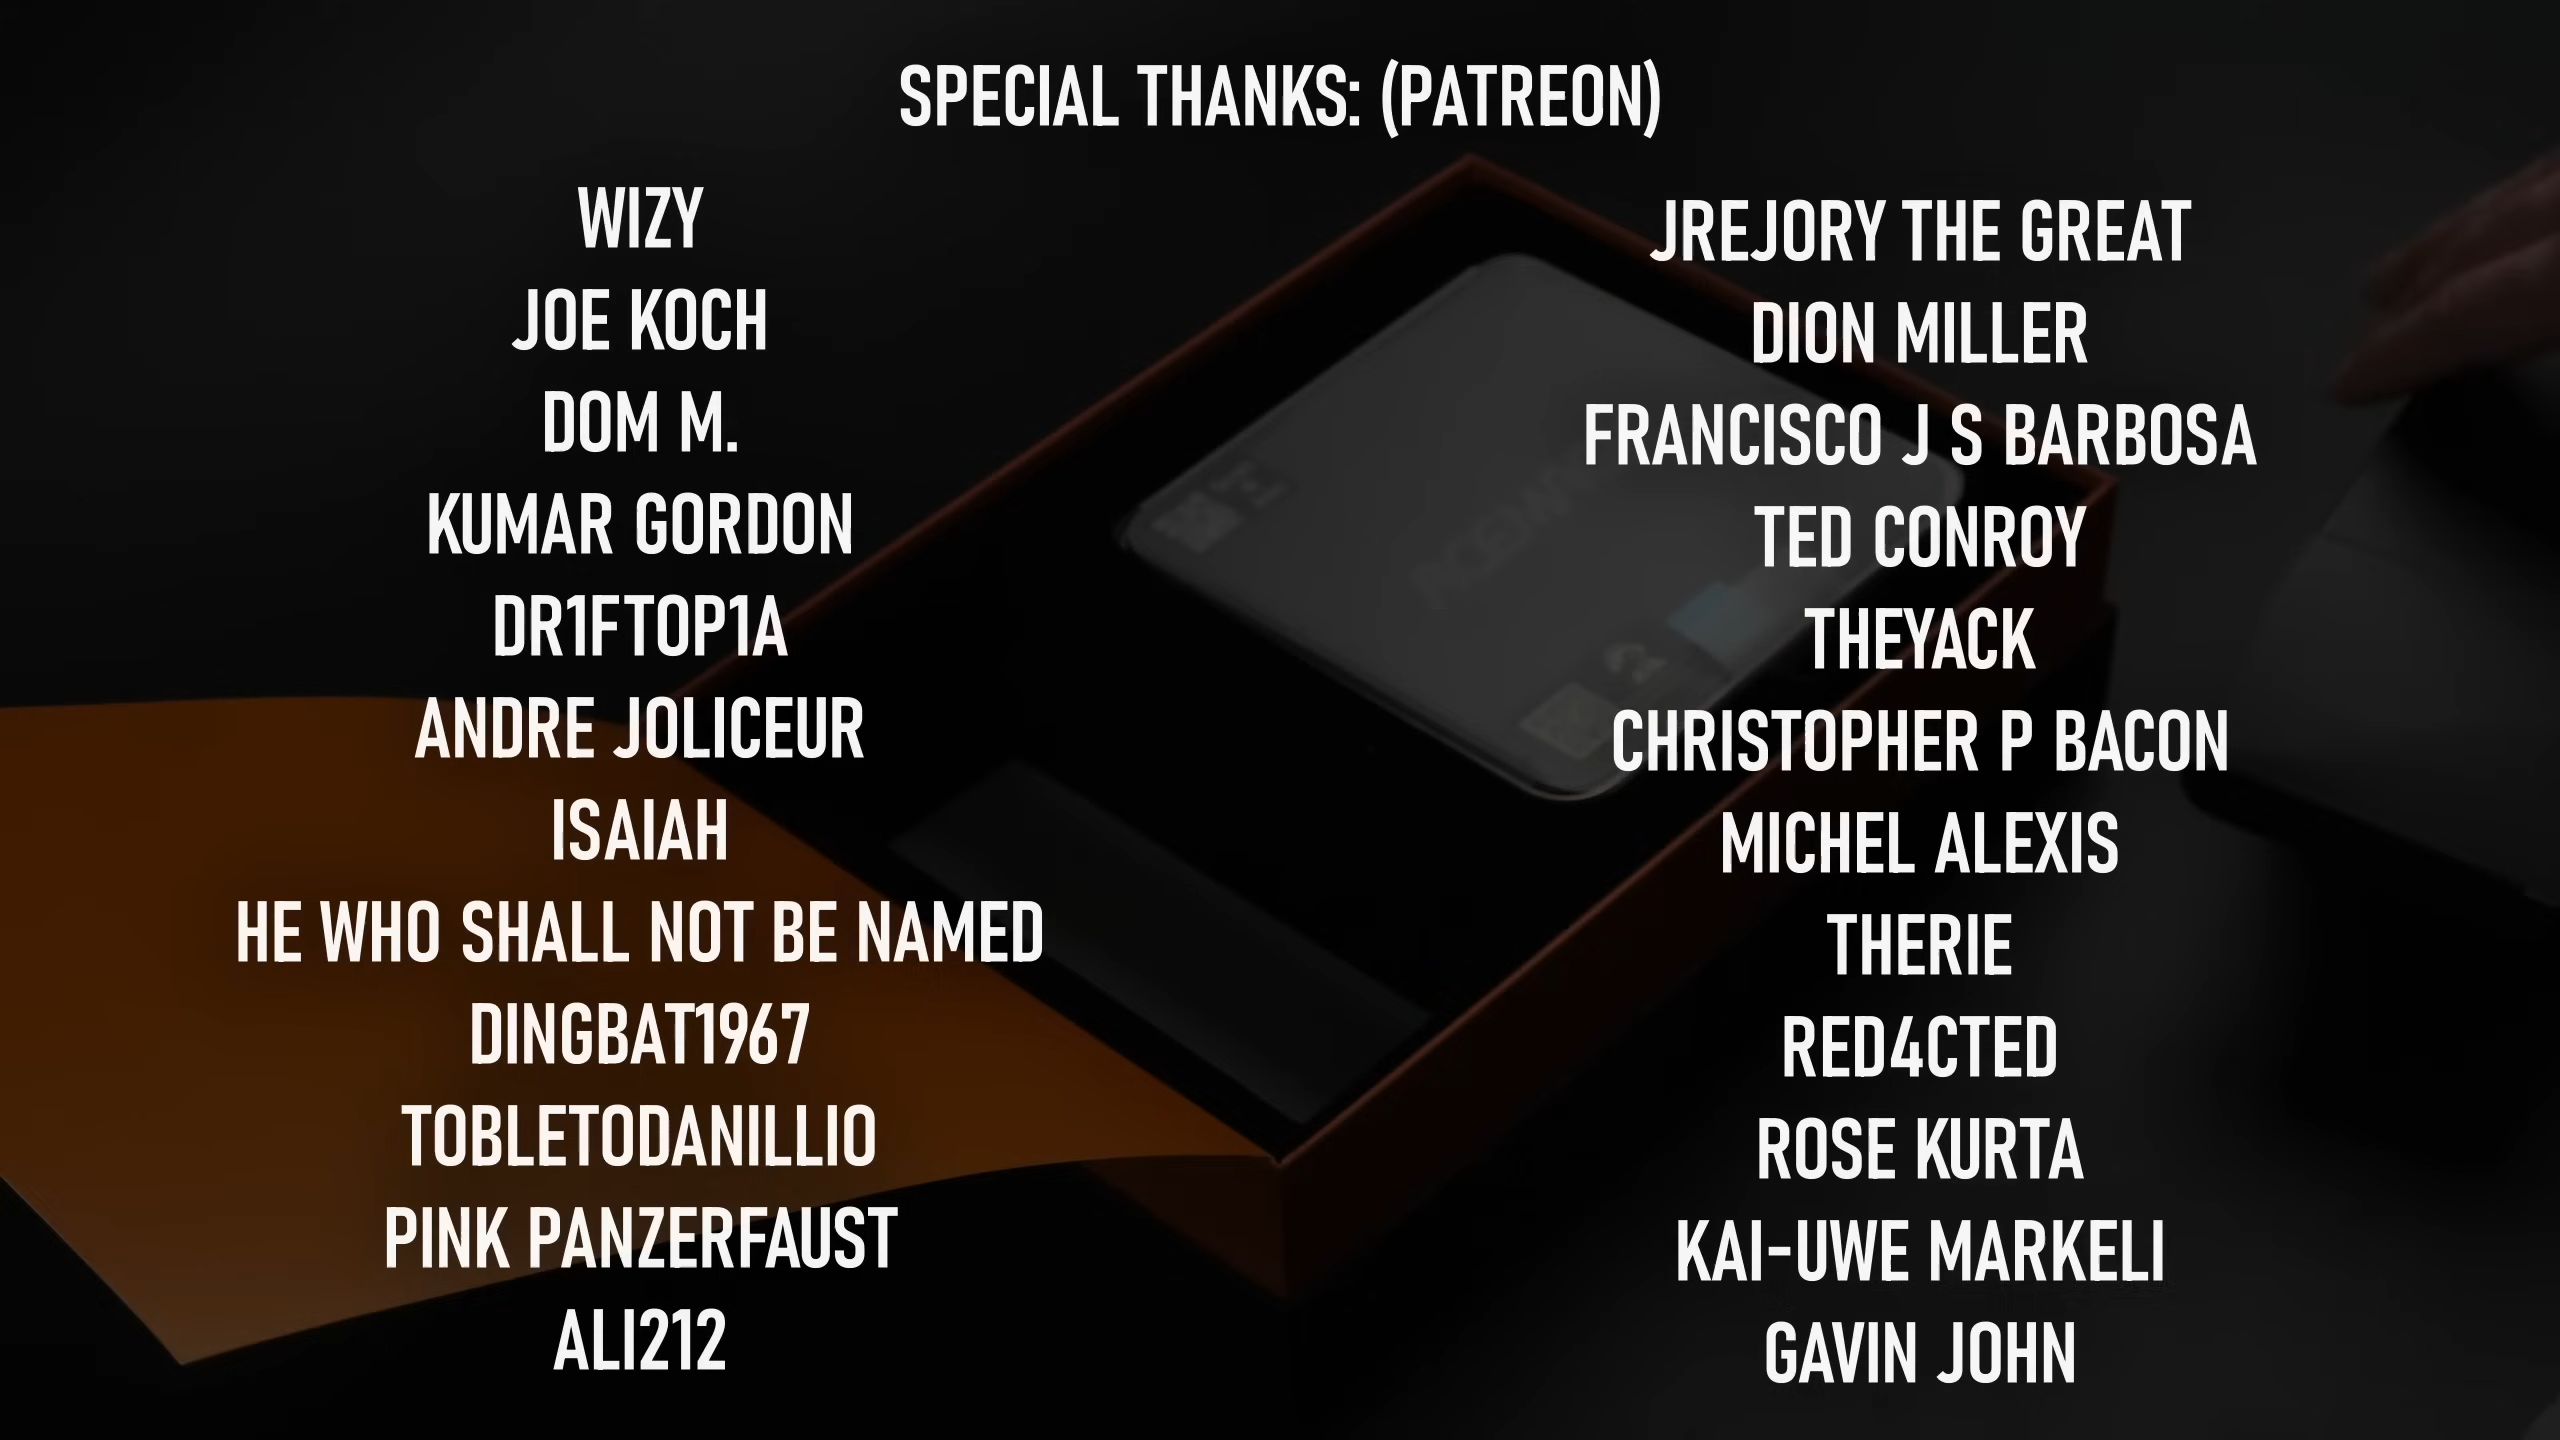 SPECIAL THANKS: (PATREON)
WIZY
JOE KOCH
DOM M.
KUMAR GORDON
DR1FTOP1A
ANDRE JOLICEUR
ISAIAH
HE WHO SHALL NOT BE NAMED
DINGBAT1967
TOBLETODANILLIO
PINK PANZERFAUST
ALI212
JREJORY THE GREAT
DION MILLER
FRANCISCO J S BARBOSA
TED CONROY
THEYACK
CHRISTOPHER P BACON
MICHEL ALEXIS
THERIE
RED4CTED
ROSE KURTA
KAI-UWE MARKELI
GAVIN JOHN